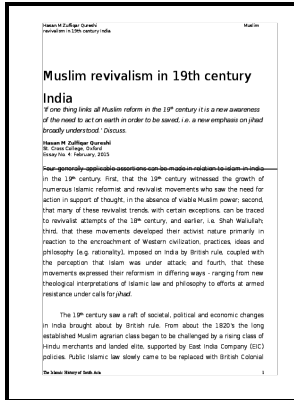 Hasan M Zulfiqar Qureshi Muslim
revivalism in 19th century India
Muslim revivalism in 19th century
India
'If one thing links all Muslim reform in the 19th century it is a new awareness
of the need to act on earth in order to be saved, i.e. a new emphasis on jihad
broadly understood.' Discuss.
Hasan M Zulfiqar Qureshi
St. Cross College, Oxford
Essay No. 4: February, 2015
Four generally applicable assertions can be made in relation to Islam in India
in the 19th century. First, that the 19th century witnessed the growth of
numerous Islamic reformist and revivalist movements who saw the need for
action in support of thought, in the absence of viable Muslim power; second,
that many of these revivalist trends, with certain exceptions, can be traced
to revivalist attempts of the 18th century, and earlier, i.e. Shah Waliullah;
third, that these movements developed their activist nature primarily in
reaction to the encroachment of Western civilization, practices, ideas and
philosophy (e.g. rationality), imposed on India by British rule, coupled with
the perception that Islam was under attack; and fourth, that these
movements expressed their reformism in differing ways - ranging from new
theological interpretations of Islamic law and philosophy to efforts at armed
resistance under calls for jihad.
The 19th century saw a raft of societal, political and economic changes
in India brought about by British rule. From about the 1820's the long
established Muslim agrarian class began to be challenged by a rising class of
Hindu merchants and landed elite, supported by East India Company (EIC)
policies. Public Islamic law slowly came to be replaced with British Colonial
The Islamic History of South Asia 1